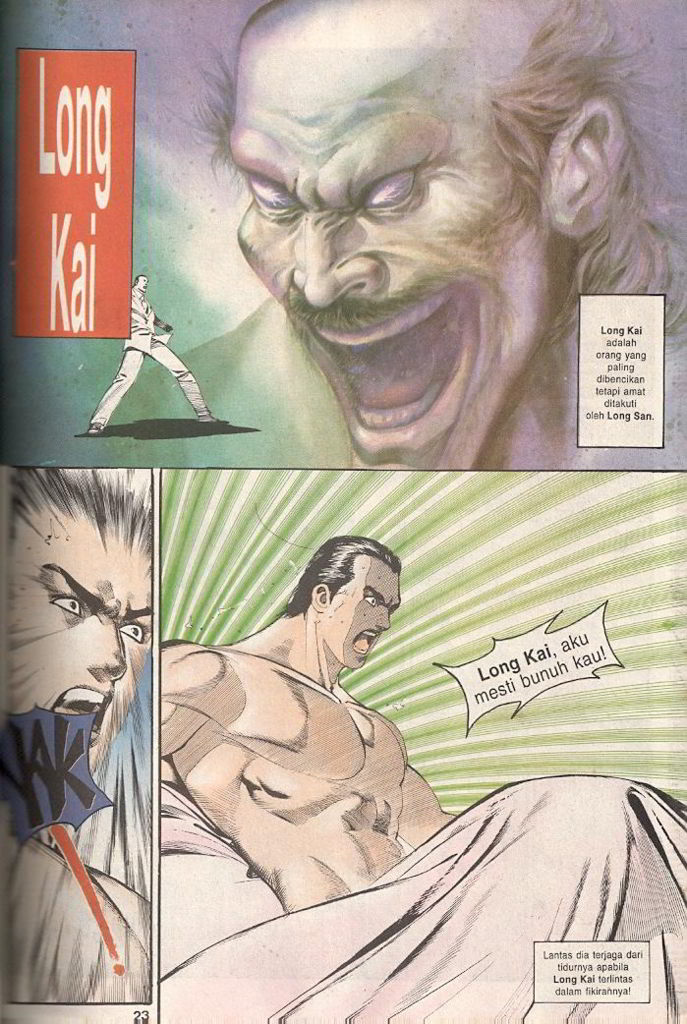 Long
Kai
Long Kai
adalah
orang yang
paling
dibencikan
tetapi amat
ditakuti
oleh Long San.
WAK
!
Long Kai, aku
mesti bunuh kau!
Lantas dia terjaga dari
tidurnya apabila
Long Kai terlintas
dalam fikirannya!
23